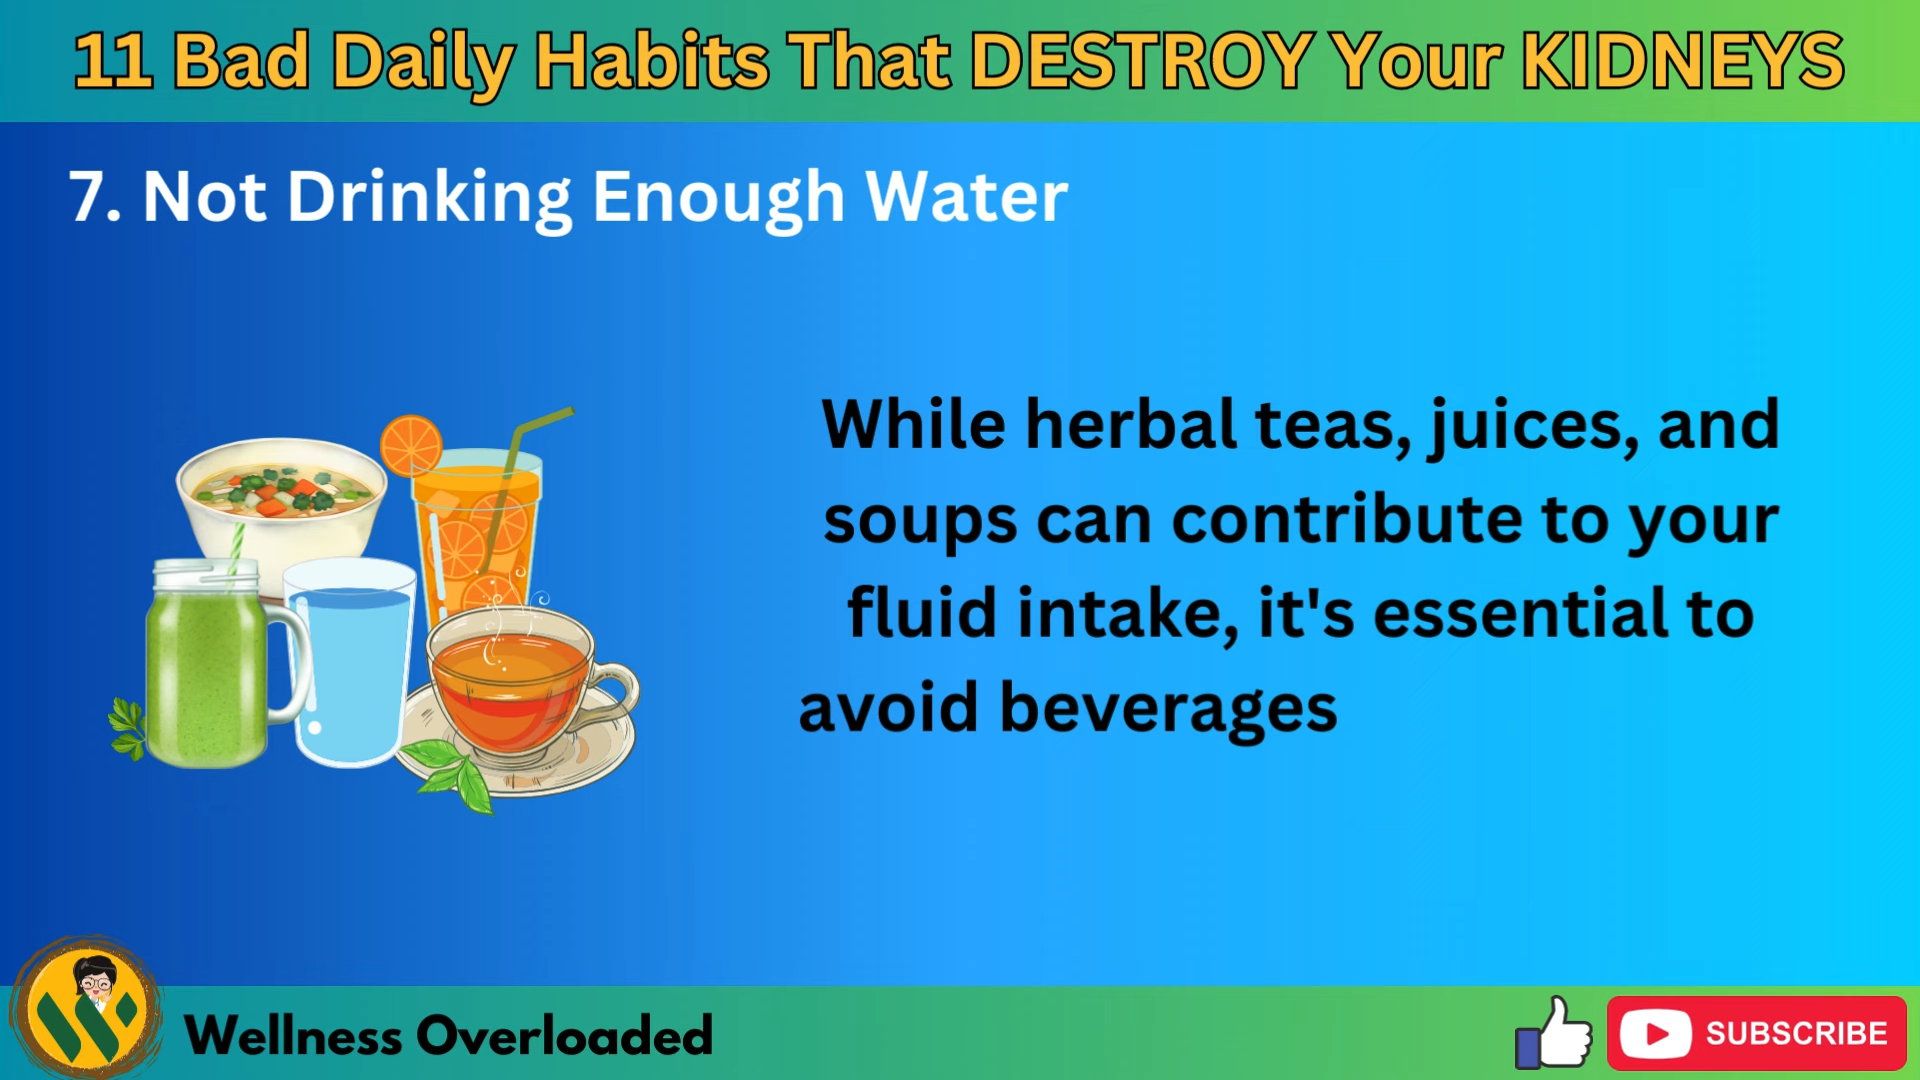 11 Bad Daily Habits That DESTROY Your KIDNEYS
7. Not Drinking Enough Water
While herbal teas, juices, and
soups can contribute to your
fluid intake, it's essential to
avoid beverages
Wellness Overloaded
SUBSCRIBE